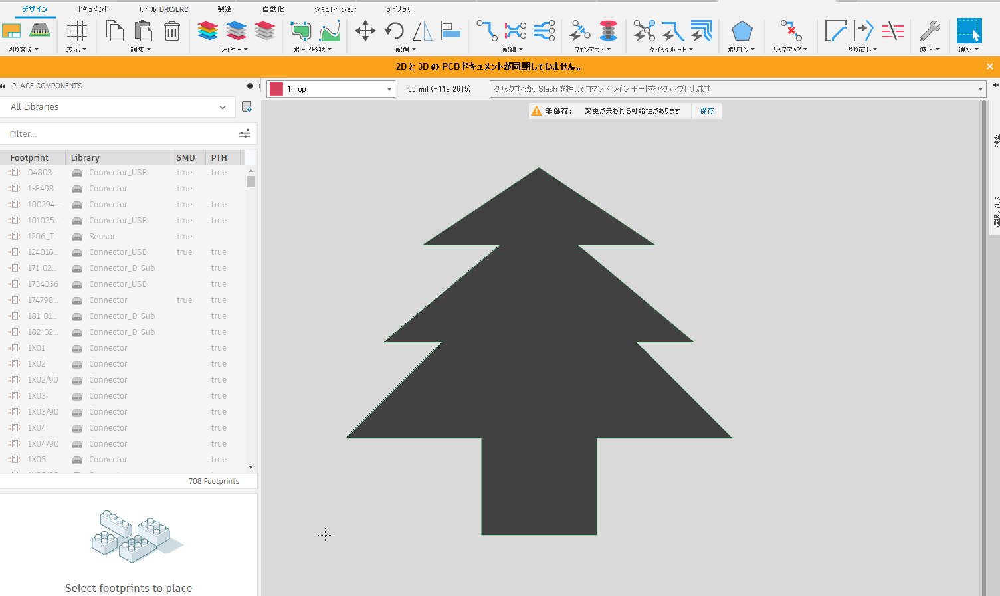 デザイン
ドキュメント
ルール DRC/ERC
製造
自動化
シミュレーション
ライブラリ
切り替え▼
表示▼
編集▼
レイヤー▼
ボード形状▼
配置▼
配線▼
ファンアウト▼
クイックルート▼
ポリゴン▼
リップアップ▼
やり直し▼
修正▼
選択▼
2D と 3D の PCB ドキュメントが同期していません。
PLACE COMPONENTS
1 Top
50 mil (-149 2615)
クリックするか、Slash を押してコマンド ライン モードをアクティブ化します
All Libraries
未保存: 変更が失われる可能性があります 保存
Filter...
検査
選択フィルタ
Footprint Library SMD PTH
04803... Connector_USB true true
1-8498... Connector true
100294... Connector true true
101035... Connector_USB true true
1206_T... Sensor true
124018... Connector_USB true true
171-02... Connector_D-Sub true
1734366 Connector_USB true
174798... Connector true true
181-01... Connector_D-Sub true
182-02... Connector_D-Sub true
1X01 Connector true
1X02 Connector true
1X02/90 Connector true
1X03 Connector true
1X03/90 Connector true
1X04 Connector true
1X04/90 Connector true
1X05 Connector true
708 Footprints
Select footprints to place